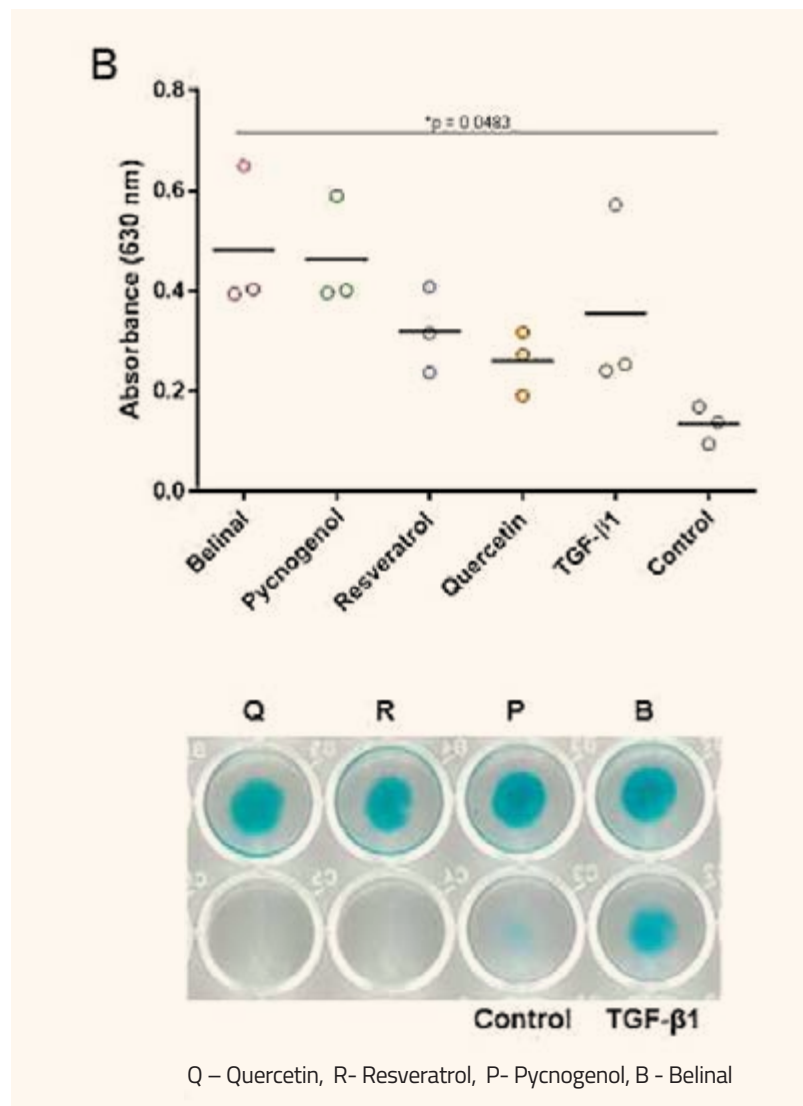 B
0.8
*p = 0.0483
0.6
0.4
0.2
0.0
Absorbance (630 nm)
Belinal
Pycnogenol
Resveratrol
Quercetin
TGF-β1
Control
Q R P B
Control TGF-β1
Q – Quercetin, R- Resveratrol, P- Pycnogenol, B - Belinal